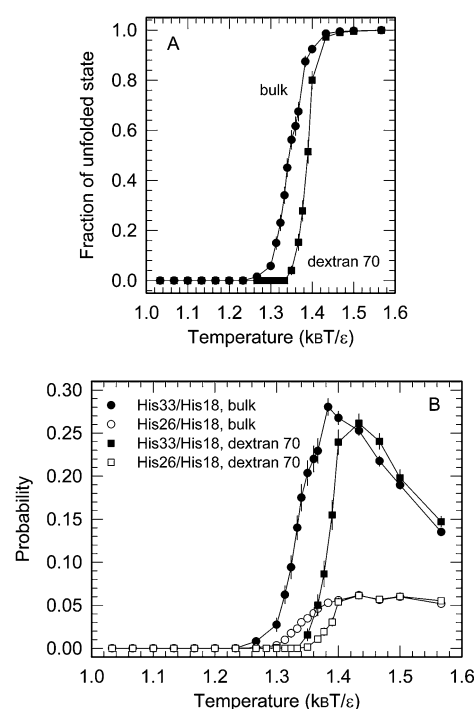 A
bulk
dextran 70
Fraction of unfolded state
1.0
0.8
0.6
0.4
0.2
0.0
1.0 1.1 1.2 1.3 1.4 1.5 1.6
Temperature (kBT/ε)
B
His33/His18, bulk
His26/His18, bulk
His33/His18, dextran 70
His26/His18, dextran 70
Probability
0.30
0.25
0.20
0.15
0.10
0.05
0.00
1.0 1.1 1.2 1.3 1.4 1.5 1.6
Temperature (kBT/ε)